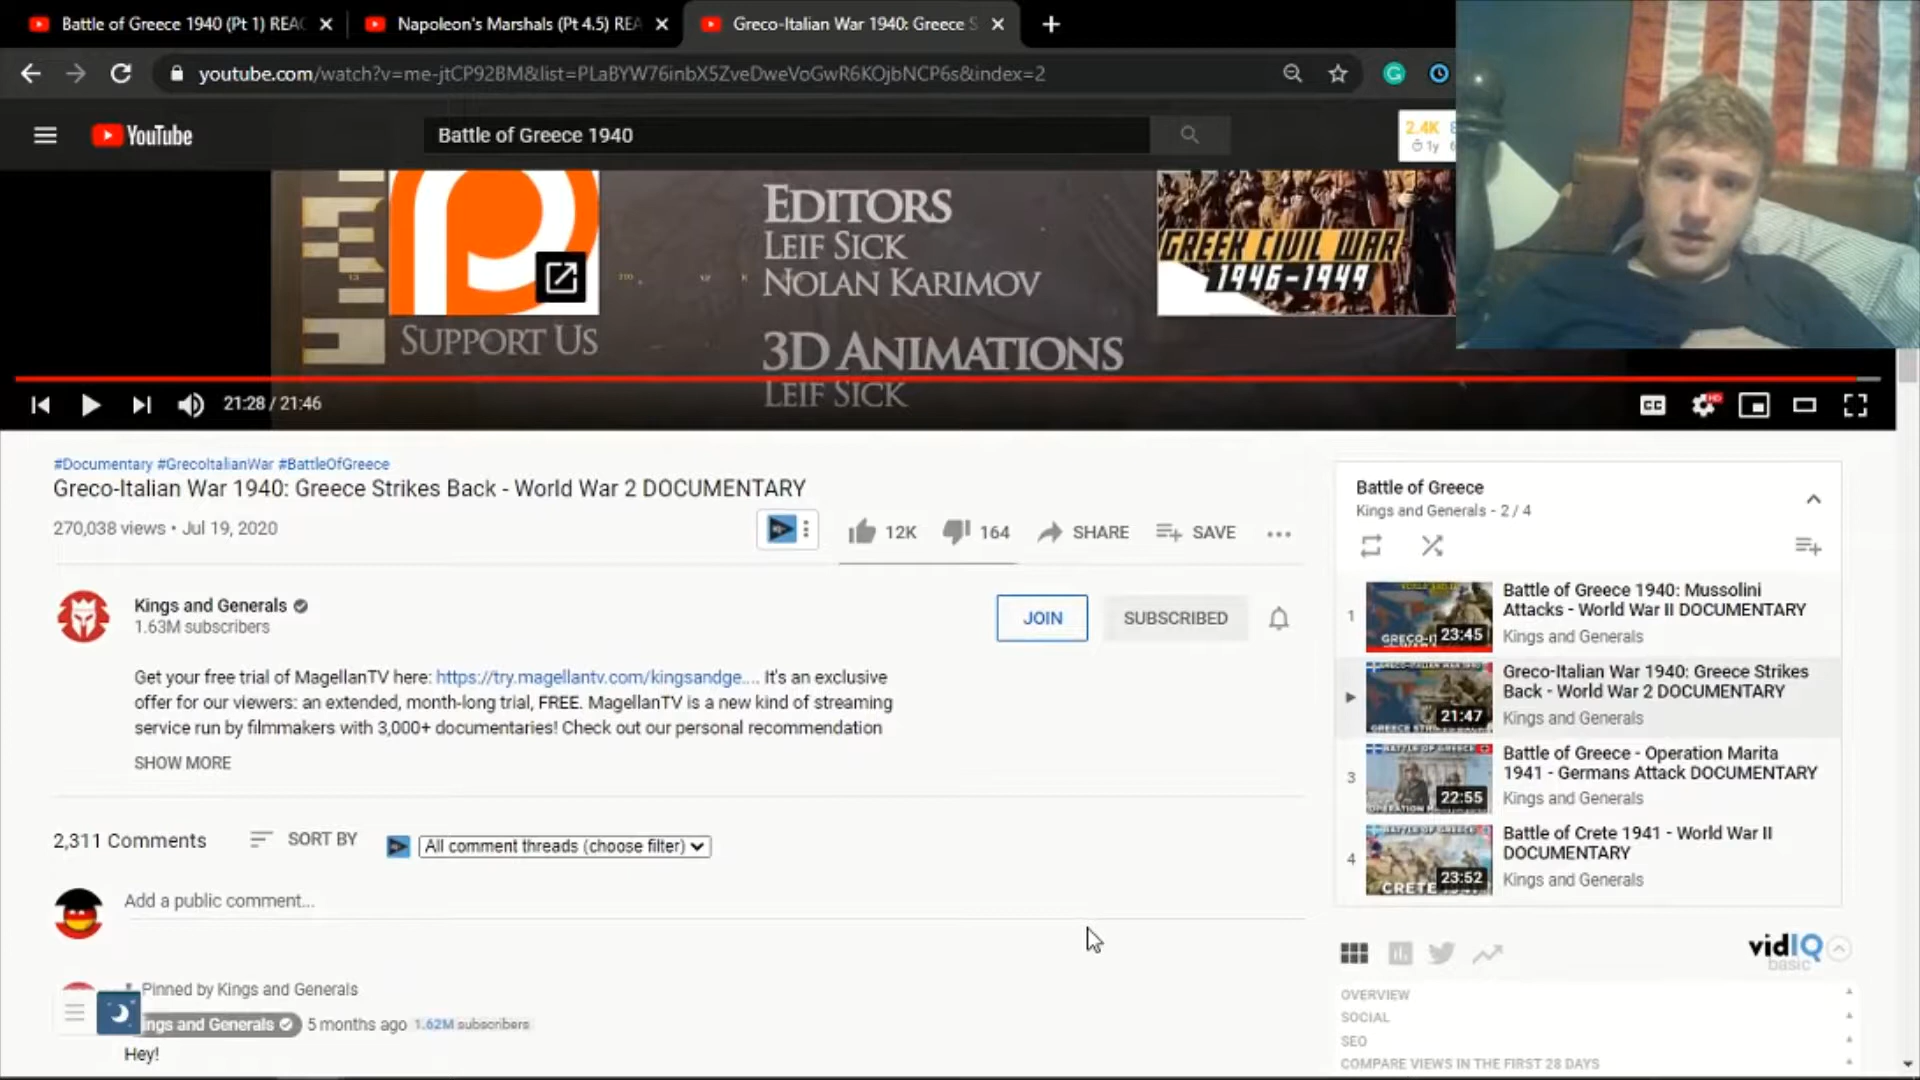 Battle of Greece 1940 (Pt 1) REAC
Napoleon's Marshals (Pt 4.5) REA
Greco-Italian War 1940: Greece S
youtube.com/watch?v=me-jtCP92BM&list=PLaBYW76inbX5ZveDweVoGwR6KOjbNCP6s&index=2
YouTube
Battle of Greece 1940
2.4K
1y
SUPPORT US
EDITORS
LEIF SICK
NOLAN KARIMOV
3D ANIMATIONS
LEIF SICK
GREEK CIVIL WAR
1946-1949
21:28 / 21:46
CC
HD
#Documentary #GrecoItalianWar #BattleOfGreece
Greco-Italian War 1940: Greece Strikes Back - World War 2 DOCUMENTARY
270,038 views • Jul 19, 2020
12K
164
SHARE
SAVE
Kings and Generals
1.63M subscribers
JOIN
SUBSCRIBED
Get your free trial of MagellanTV here: https://try.magellantv.com/kingsandge.... It's an exclusive
offer for our viewers: an extended, month-long trial, FREE. MagellanTV is a new kind of streaming
service run by filmmakers with 3,000+ documentaries! Check out our personal recommendation
SHOW MORE
2,311 Comments
SORT BY
All comment threads (choose filter)
Add a public comment...
Pinned by Kings and Generals
ings and Generals
5 months ago
1.62M subscribers
Hey!
Battle of Greece
Kings and Generals - 2 / 4
1
23:45
Battle of Greece 1940: Mussolini
Attacks - World War II DOCUMENTARY
Kings and Generals
21:47
Greco-Italian War 1940: Greece Strikes
Back - World War 2 DOCUMENTARY
Kings and Generals
3
22:55
Battle of Greece - Operation Marita
1941 - Germans Attack DOCUMENTARY
Kings and Generals
4
CRETE
23:52
Battle of Crete 1941 - World War II
DOCUMENTARY
Kings and Generals
vidIQ
basic
OVERVIEW
SOCIAL
SEO
COMPARE VIEWS IN THE FIRST 28 DAYS